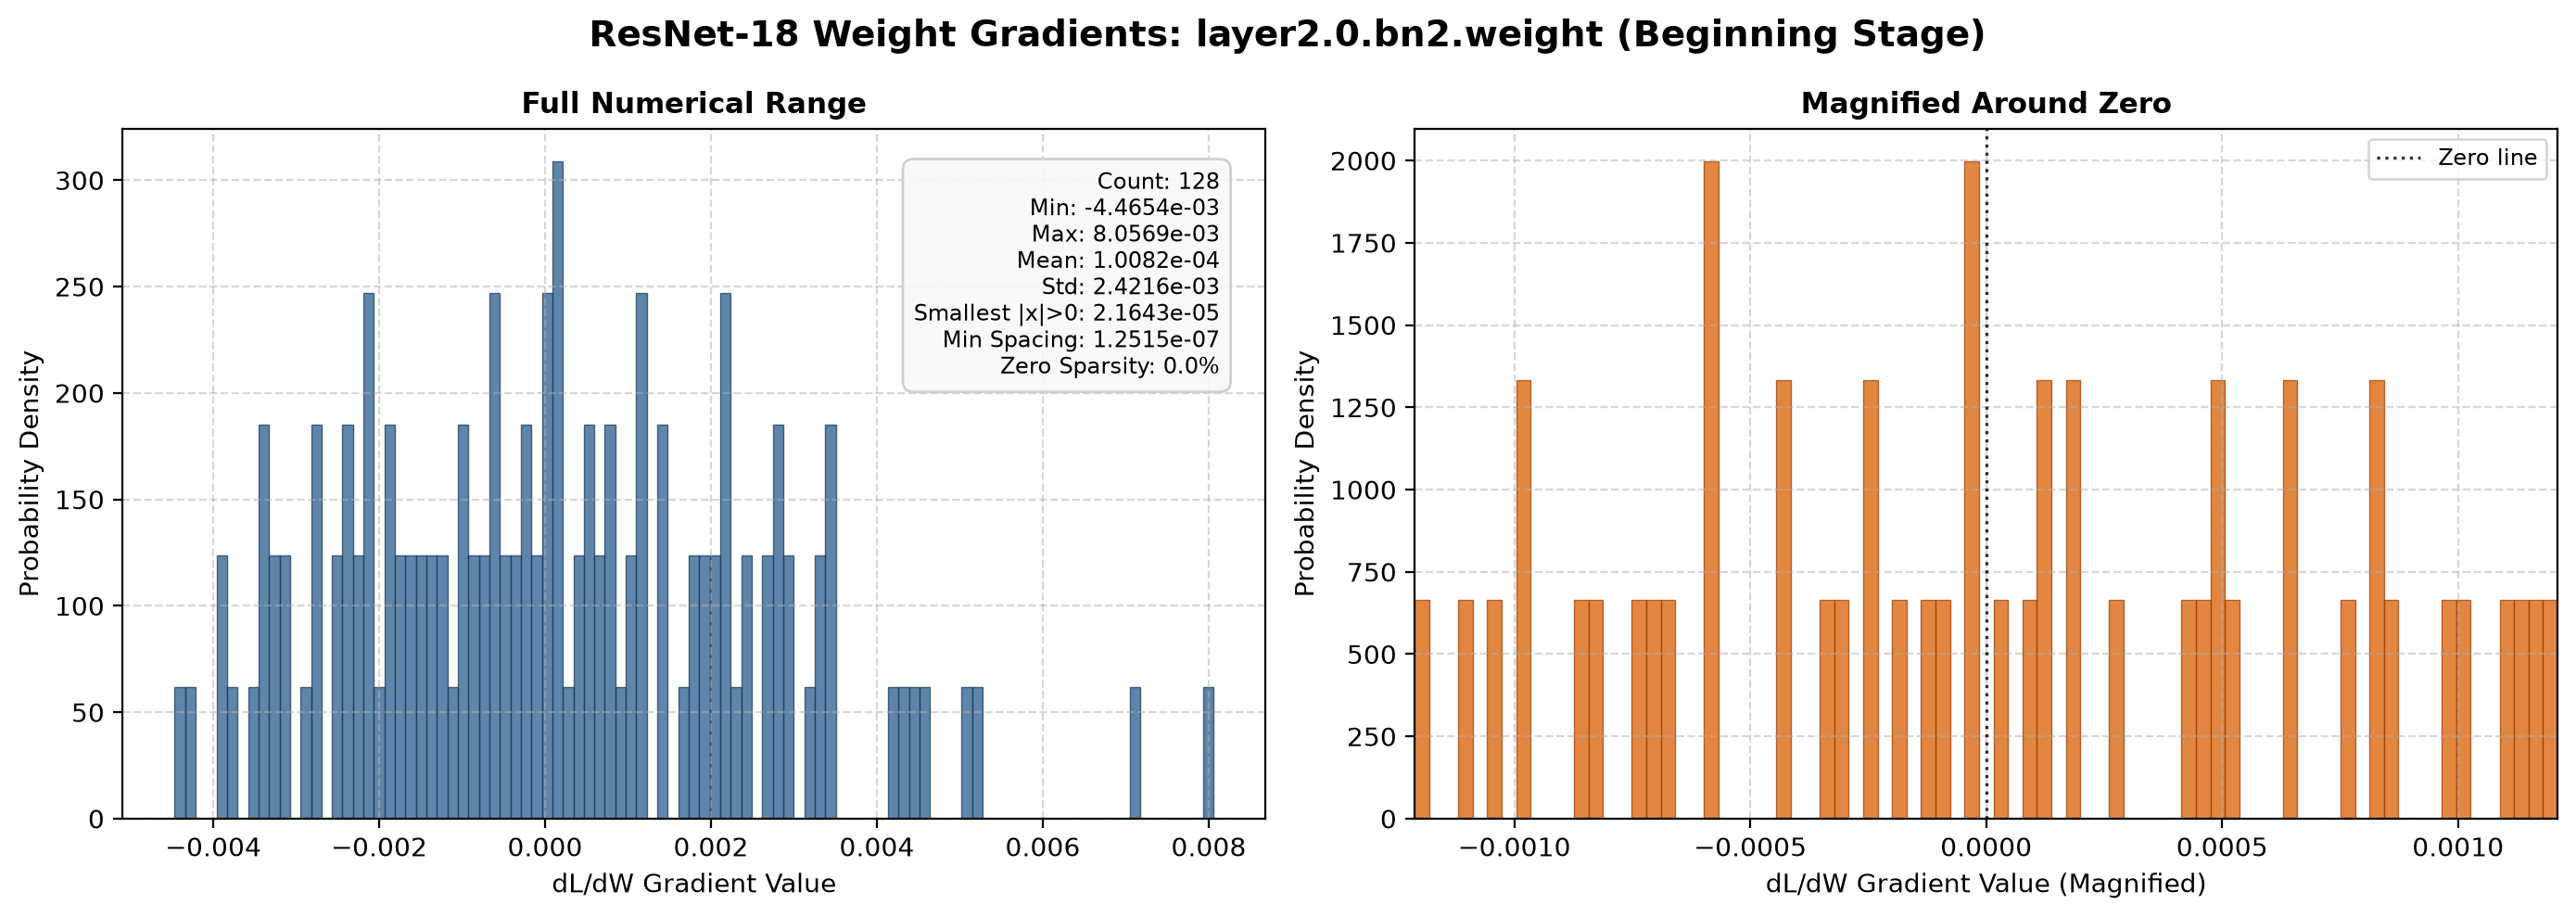 ResNet-18 Weight Gradients: layer2.0.bn2.weight (Beginning Stage)
Full Numerical Range
Probability Density
300
250
200
150
100
50
0
Count: 128
Min: -4.4654e-03
Max: 8.0569e-03
Mean: 1.0082e-04
Std: 2.4216e-03
Smallest |x|>0: 2.1643e-05
Min Spacing: 1.2515e-07
Zero Sparsity: 0.0%
−0.004 −0.002 0.000 0.002 0.004 0.006 0.008
dL/dW Gradient Value
Magnified Around Zero
Probability Density
2000
1750
1500
1250
1000
750
500
250
0
Zero line
−0.0010 −0.0005 0.0000 0.0005 0.0010
dL/dW Gradient Value (Magnified)